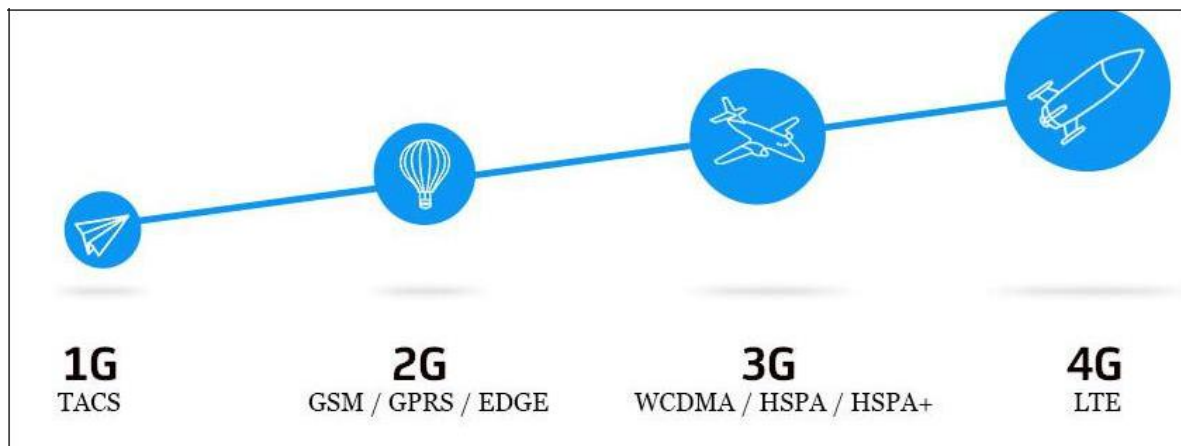 1G 2G 3G 4G
TACS GSM / GPRS / EDGE WCDMA / HSPA / HSPA+ LTE